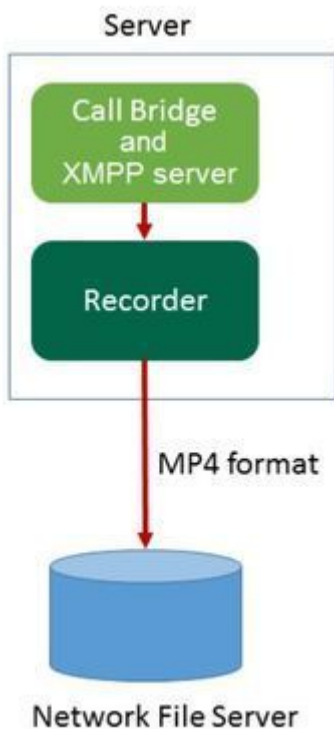 Server
Call Bridge
and
XMPP server
Recorder
MP4 format
Network File Server